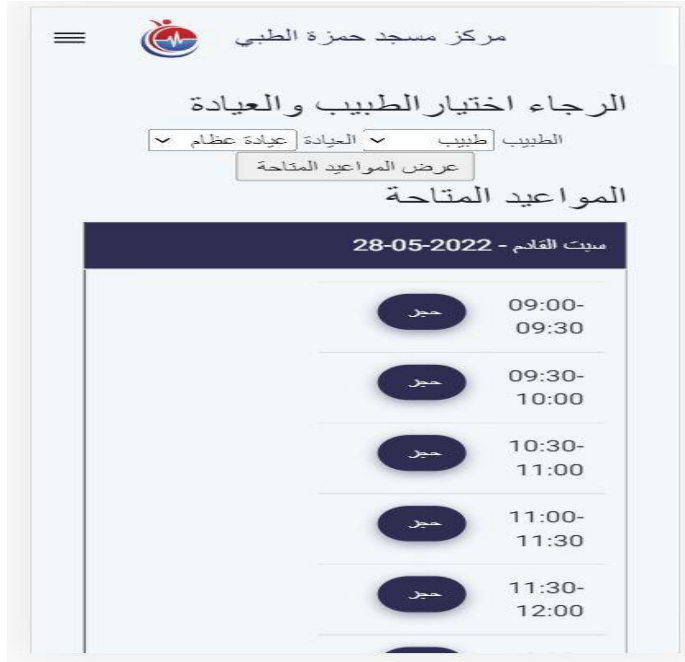 مركز مسجد حمزة الطبي
الرجاء اختيار الطبيب والعيادة
الطبيب طبيب العيادة عيادة عظام
عرض المواعيد المتاحة
المواعيد المتاحة
سبت القادم - 2022-05-28
09:00-
09:30
حجز
09:30-
10:00
حجز
10:30-
11:00
حجز
11:00-
11:30
حجز
11:30-
12:00
حجز